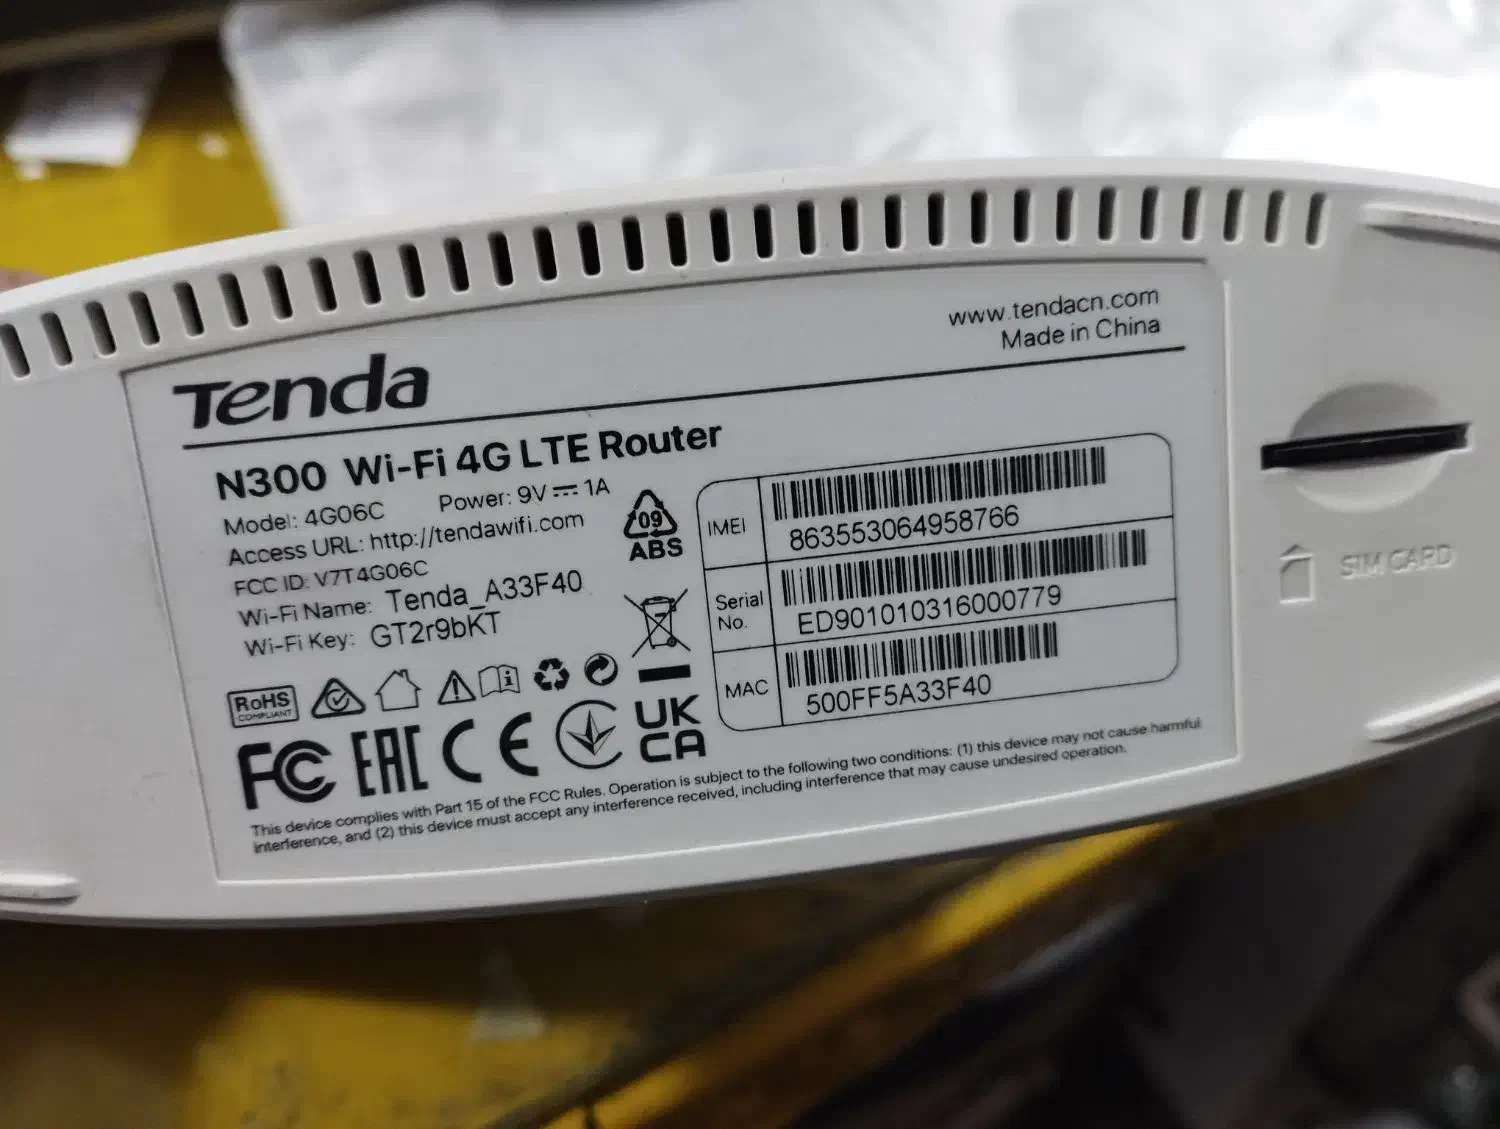 www.tendacn.com
Made in China
Tenda
N300 Wi-Fi 4G LTE Router
Model: 4G06C Power: 9V⎓1A
Access URL: http://tendawifi.com
FCC ID: V7T4G06C
Wi-Fi Name: Tenda_A33F40
Wi-Fi Key: GT2r9bKT
09
ABS
IMEI
863553064958766
Serial No.
ED901010316000779
MAC
500FF5A33F40
RoHS
COMPLIANT
FC EAC CE UK
CA
This device complies with Part 15 of the FCC Rules. Operation is subject to the following two conditions: (1) this device may not cause harmful
interference, and (2) this device must accept any interference received, including interference that may cause undesired operation.
SIM CARD